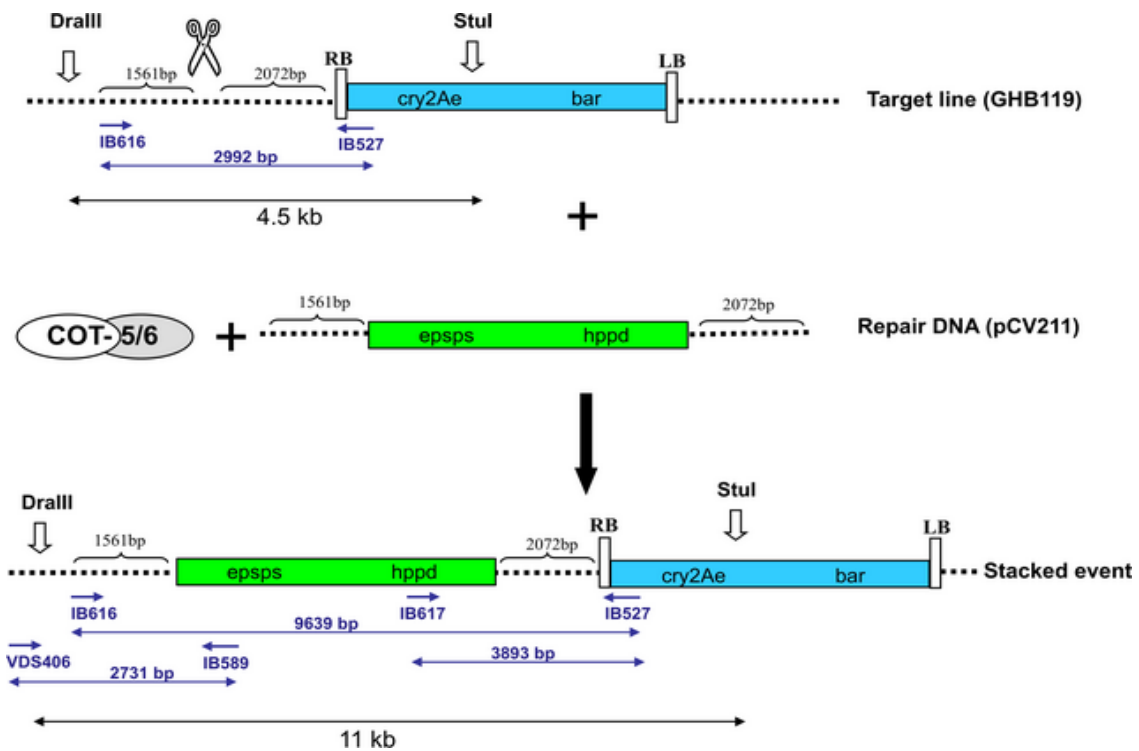 DraIII
StuI
1561bp
2072bp
RB
LB
cry2Ae
bar
Target line (GHB119)
IB616
IB527
2992 bp
4.5 kb
+
COT- 5/6
+
1561bp
2072bp
epsps
hppd
Repair DNA (pCV211)
DraIII
StuI
1561bp
2072bp
RB
LB
epsps
hppd
cry2Ae
bar
Stacked event
IB616
IB617
IB527
9639 bp
VDS406
IB589
3893 bp
2731 bp
11 kb